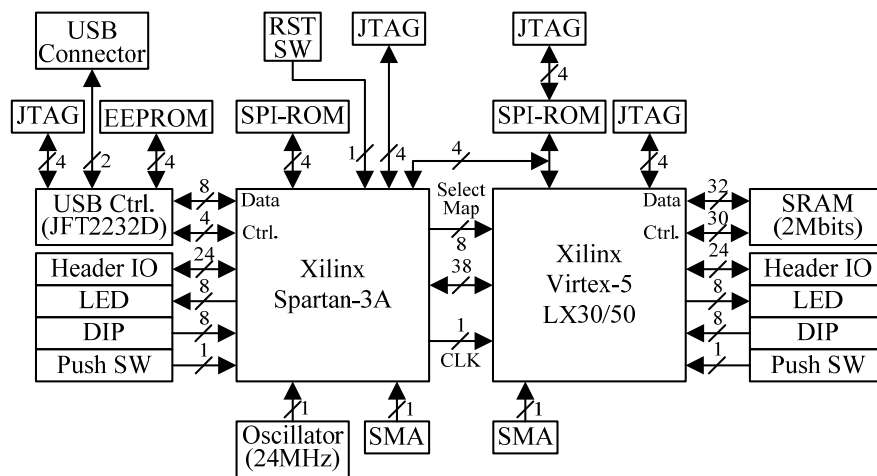 USB
Connector
RST
SW
JTAG
JTAG
4
JTAG
EEPROM
SPI-ROM
SPI-ROM
JTAG
4
2
4
4
1
4
4
4
USB Ctrl.
(JFT2232D)
8
Data
4
Ctrl.
Select
Map
8
Data
32
Ctrl.
30
SRAM
(2Mbits)
Header IO
24
LED
8
DIP
8
Push SW
1
Xilinx
Spartan-3A
38
1
CLK
Xilinx
Virtex-5
LX30/50
24
Header IO
8
LED
8
DIP
1
Push SW
1
1
1
Oscillator
(24MHz)
SMA
SMA